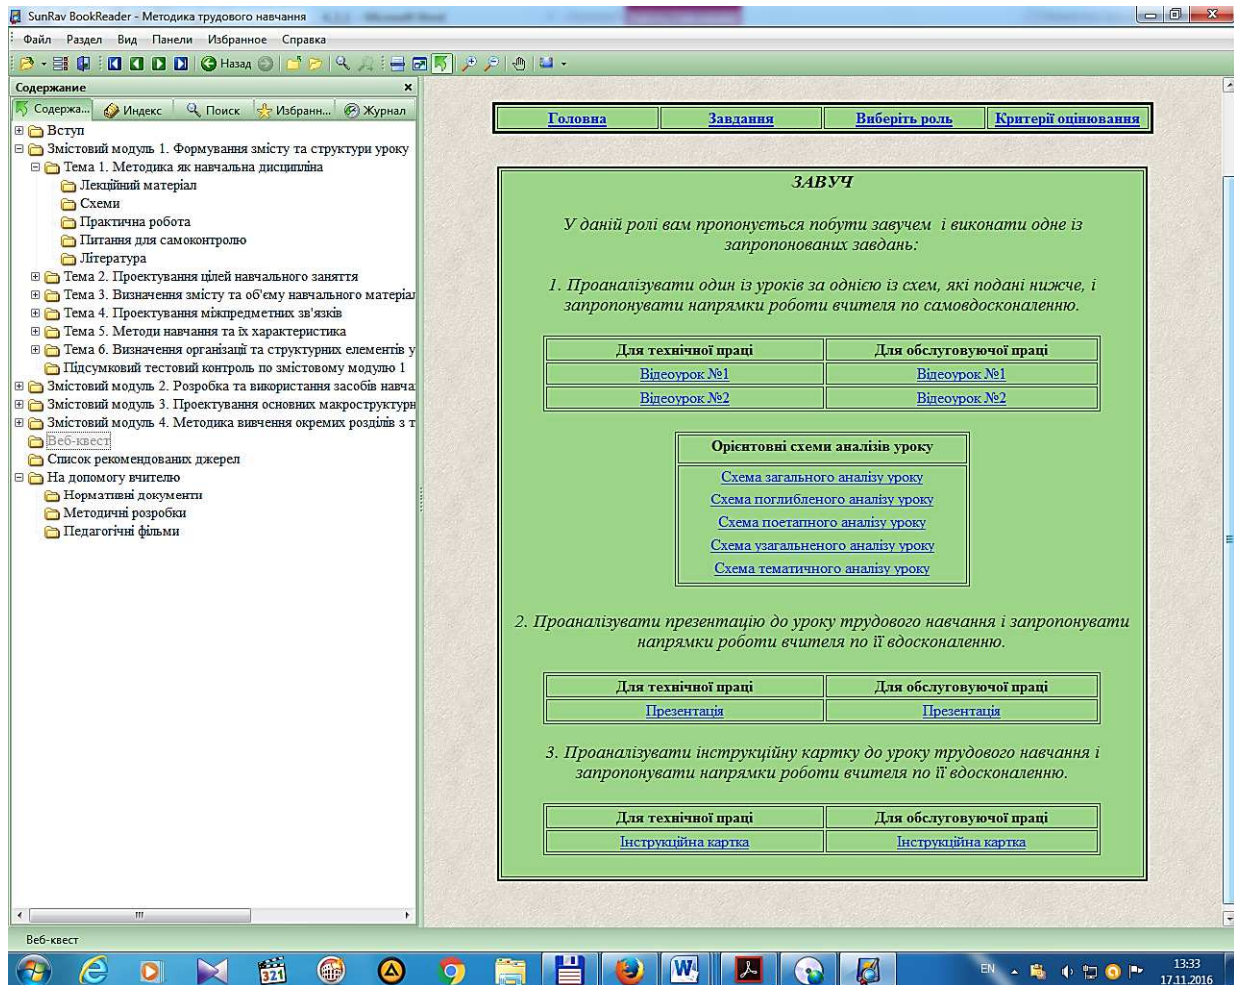 SunRav BookReader - Методика трудового навчання
Файл Раздел Вид Панели Избранное Справка
Назад
Содержание
Содержа... Индекс Поиск Избранн... Журнал
Вступ
Змістовий модуль 1. Формування змісту та структури уроку
Тема 1. Методика як навчальна дисципліна
Лекційний матеріал
Схеми
Практична робота
Питання для самоконтролю
Література
Тема 2. Проектування цілей навчального заняття
Тема 3. Визначення змісту та об'єму навчального матеріал
Тема 4. Проектування міжпредметних зв'язків
Тема 5. Методи навчання та їх характеристика
Тема 6. Визначення організації та структурних елементів у
Підсумковий тестовий контроль по змістовому модулю 1
Змістовий модуль 2. Розробка та використання засобів навча
Змістовий модуль 3. Проектування основних макроструктурн
Змістовий модуль 4. Методика вивчення окремих розділів з т
Веб-квест
Список рекомендованих джерел
На допомогу вчителю
Нормативні документи
Методичні розробки
Педагогічні фільми
Головна Завдання Виберіть роль Критерії оцінювання
ЗАВУЧ
У даній ролі вам пропонується побути завучем і виконати одне із
запропонованих завдань:
1. Проаналізувати один із уроків за однією із схем, які подані нижче, і
запропонувати напрямки роботи вчителя по самовдосконаленню.
Для технічної праці Для обслуговуючої праці
Відеоурок №1 Відеоурок №1
Відеоурок №2 Відеоурок №2
Орієнтовні схеми аналізів уроку
Схема загального аналізу уроку
Схема поглибленого аналізу уроку
Схема поетапного аналізу уроку
Схема узагальненого аналізу уроку
Схема тематичного аналізу уроку
2. Проаналізувати презентацію до уроку трудового навчання і запропонувати
напрямки роботи вчителя по її вдосконаленню.
Для технічної праці Для обслуговуючої праці
Презентація Презентація
3. Проаналізувати інструкційну картку до уроку трудового навчання і
запропонувати напрямки роботи вчителя по її вдосконаленню.
Для технічної праці Для обслуговуючої праці
Інструкційна картка Інструкційна картка
Веб-квест
321
EN
13:33
17.11.2016